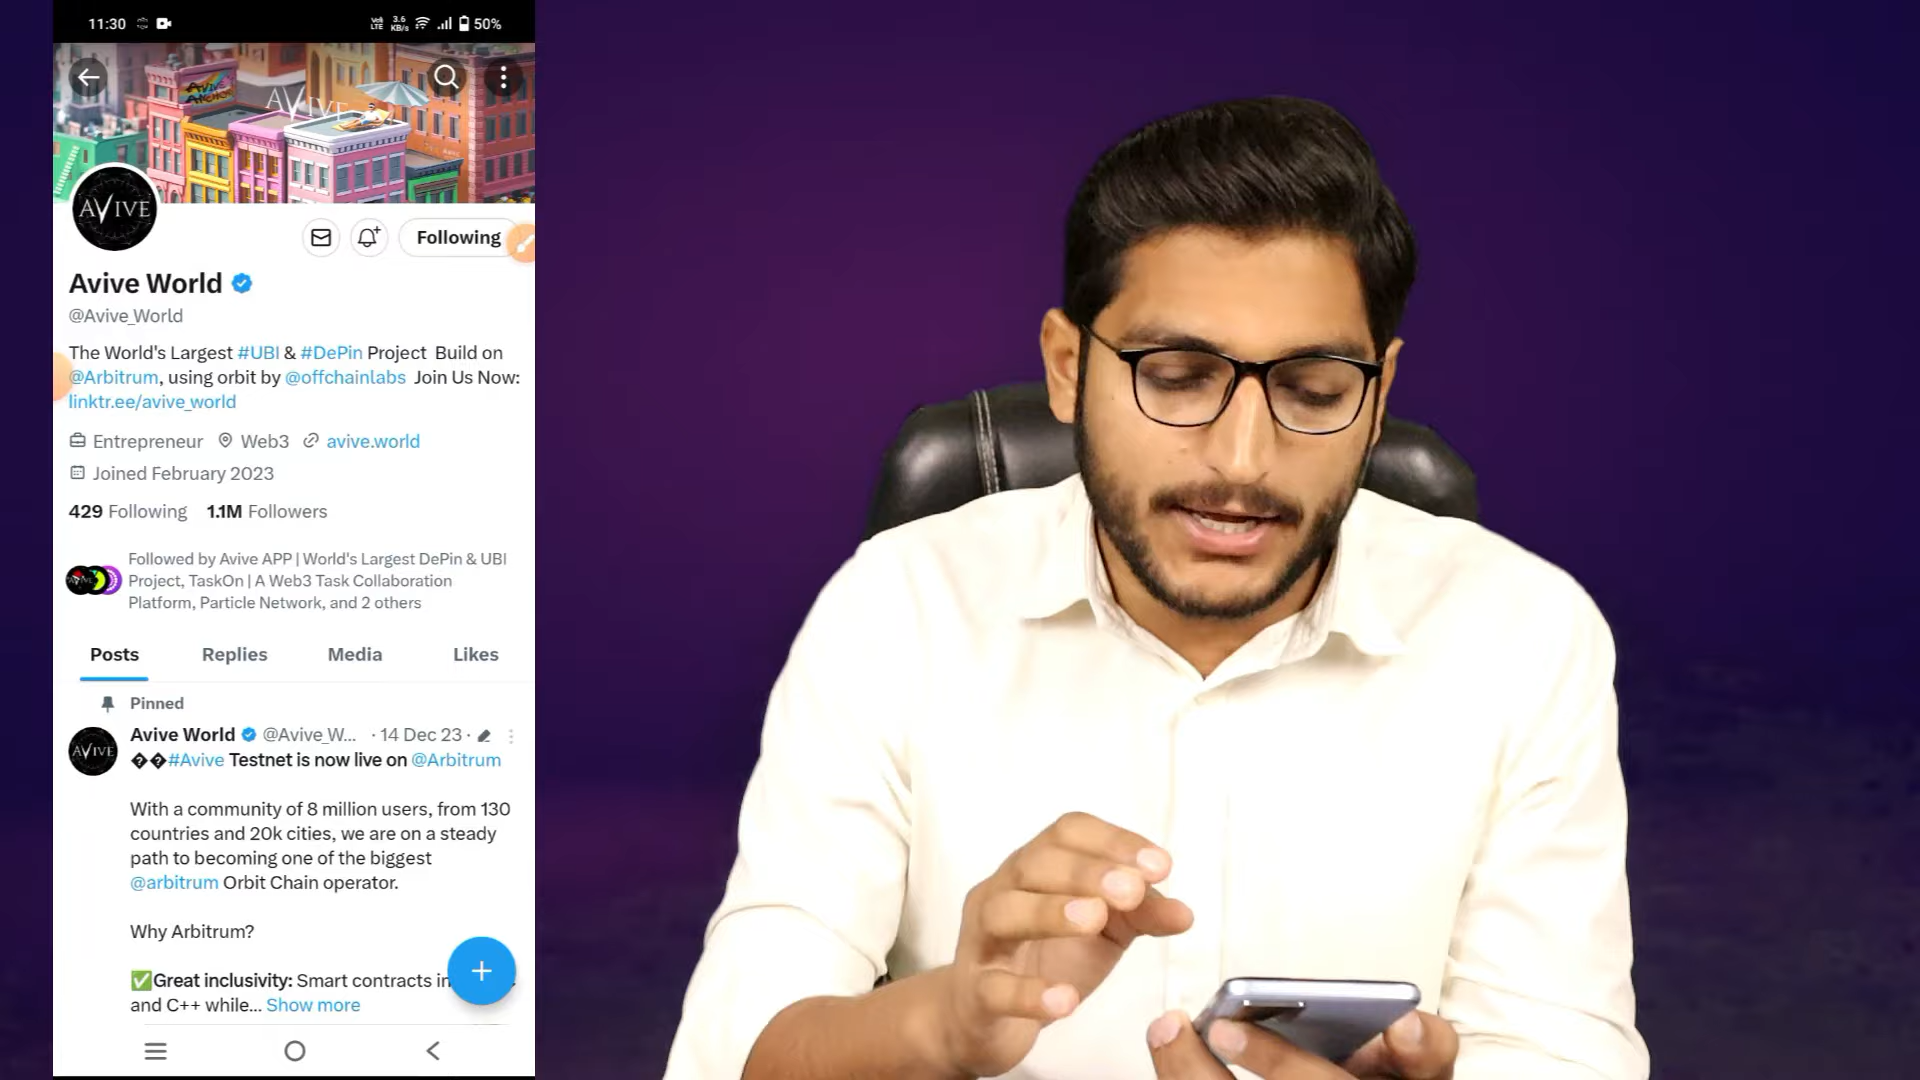 11:30
VoLTE 3.6 KB/s 50%
AVIVE
AVIVE
Following
Avive World
@Avive_World
The World's Largest #UBI & #DePin Project Build on
@Arbitrum, using orbit by @offchainlabs Join Us Now:
linktr.ee/avive_world
Entrepreneur Web3 avive.world
Joined February 2023
429 Following 1.1M Followers
Followed by Avive APP | World's Largest DePin & UBI
Project, TaskOn | A Web3 Task Collaboration
Platform, Particle Network, and 2 others
Posts Replies Media Likes
Pinned
AVIVE
Avive World @Avive_W... · 14 Dec 23 ·
��#Avive Testnet is now live on @Arbitrum
With a community of 8 million users, from 130
countries and 20k cities, we are on a steady
path to becoming one of the biggest
@arbitrum Orbit Chain operator.
Why Arbitrum?
✅Great inclusivity: Smart contracts in
and C++ while... Show more